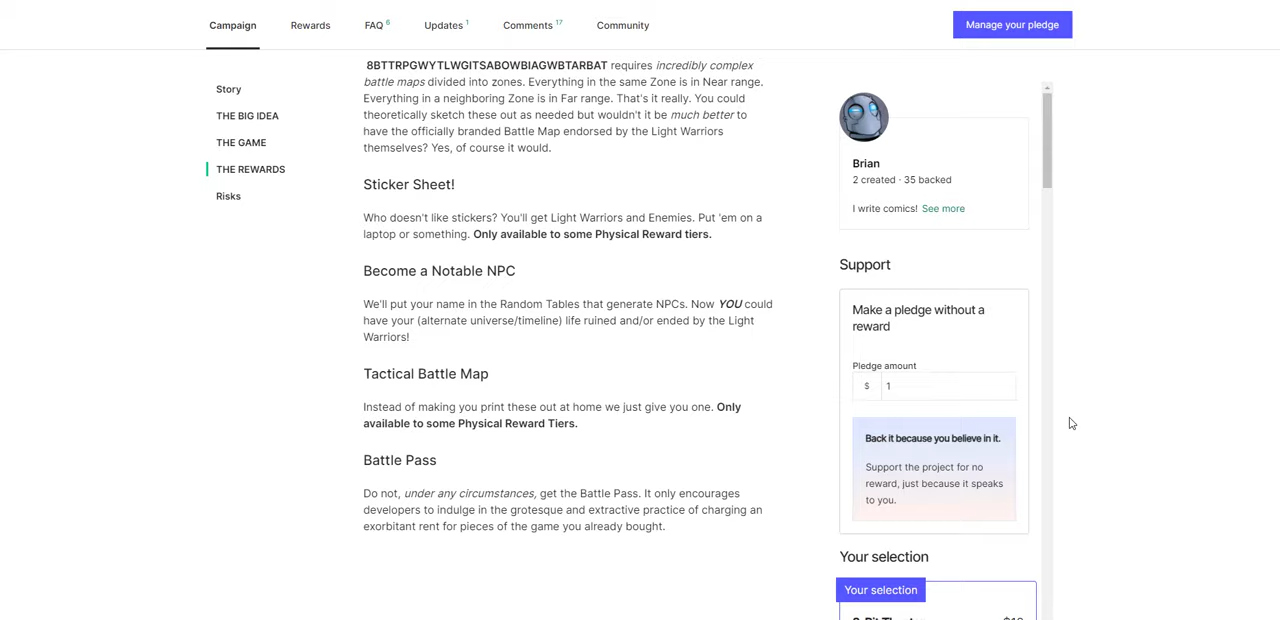 Campaign Rewards FAQ 6 Updates 1 Comments 17 Community Manage your pledge
Story
THE BIG IDEA
THE GAME
THE REWARDS
Risks
8BTTRPGWYTLWGITSABOWBIAGWBTARBAT requires incredibly complex
battle maps divided into zones. Everything in the same Zone is in Near range.
Everything in a neighboring Zone is in Far range. That's it really. You could
theoretically sketch these out as needed but wouldn't it be much better to
have the officially branded Battle Map endorsed by the Light Warriors
themselves? Yes, of course it would.
Sticker Sheet!
Who doesn't like stickers? You'll get Light Warriors and Enemies. Put 'em on a
laptop or something. Only available to some Physical Reward tiers.
Become a Notable NPC
We'll put your name in the Random Tables that generate NPCs. Now YOU could
have your (alternate universe/timeline) life ruined and/or ended by the Light
Warriors!
Tactical Battle Map
Instead of making you print these out at home we just give you one. Only
available to some Physical Reward Tiers.
Battle Pass
Do not, under any circumstances, get the Battle Pass. It only encourages
developers to indulge in the grotesque and extractive practice of charging an
exorbitant rent for pieces of the game you already bought.
Brian
2 created · 35 backed
I write comics! See more
Support
Make a pledge without a
reward
Pledge amount
$ 1
Back it because you believe in it.
Support the project for no
reward, just because it speaks
to you.
Your selection
Your selection